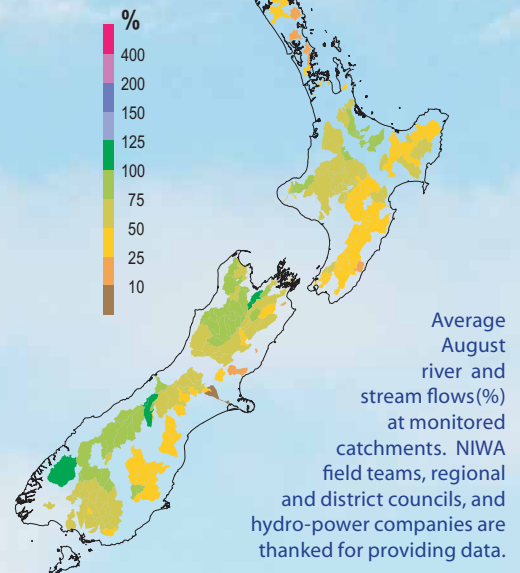 %
400
200
150
125
100
75
50
25
10
Average
August
river and
stream flows(%)
at monitored
catchments. NIWA
field teams, regional
and district councils, and
hydro-power companies are
thanked for providing data.